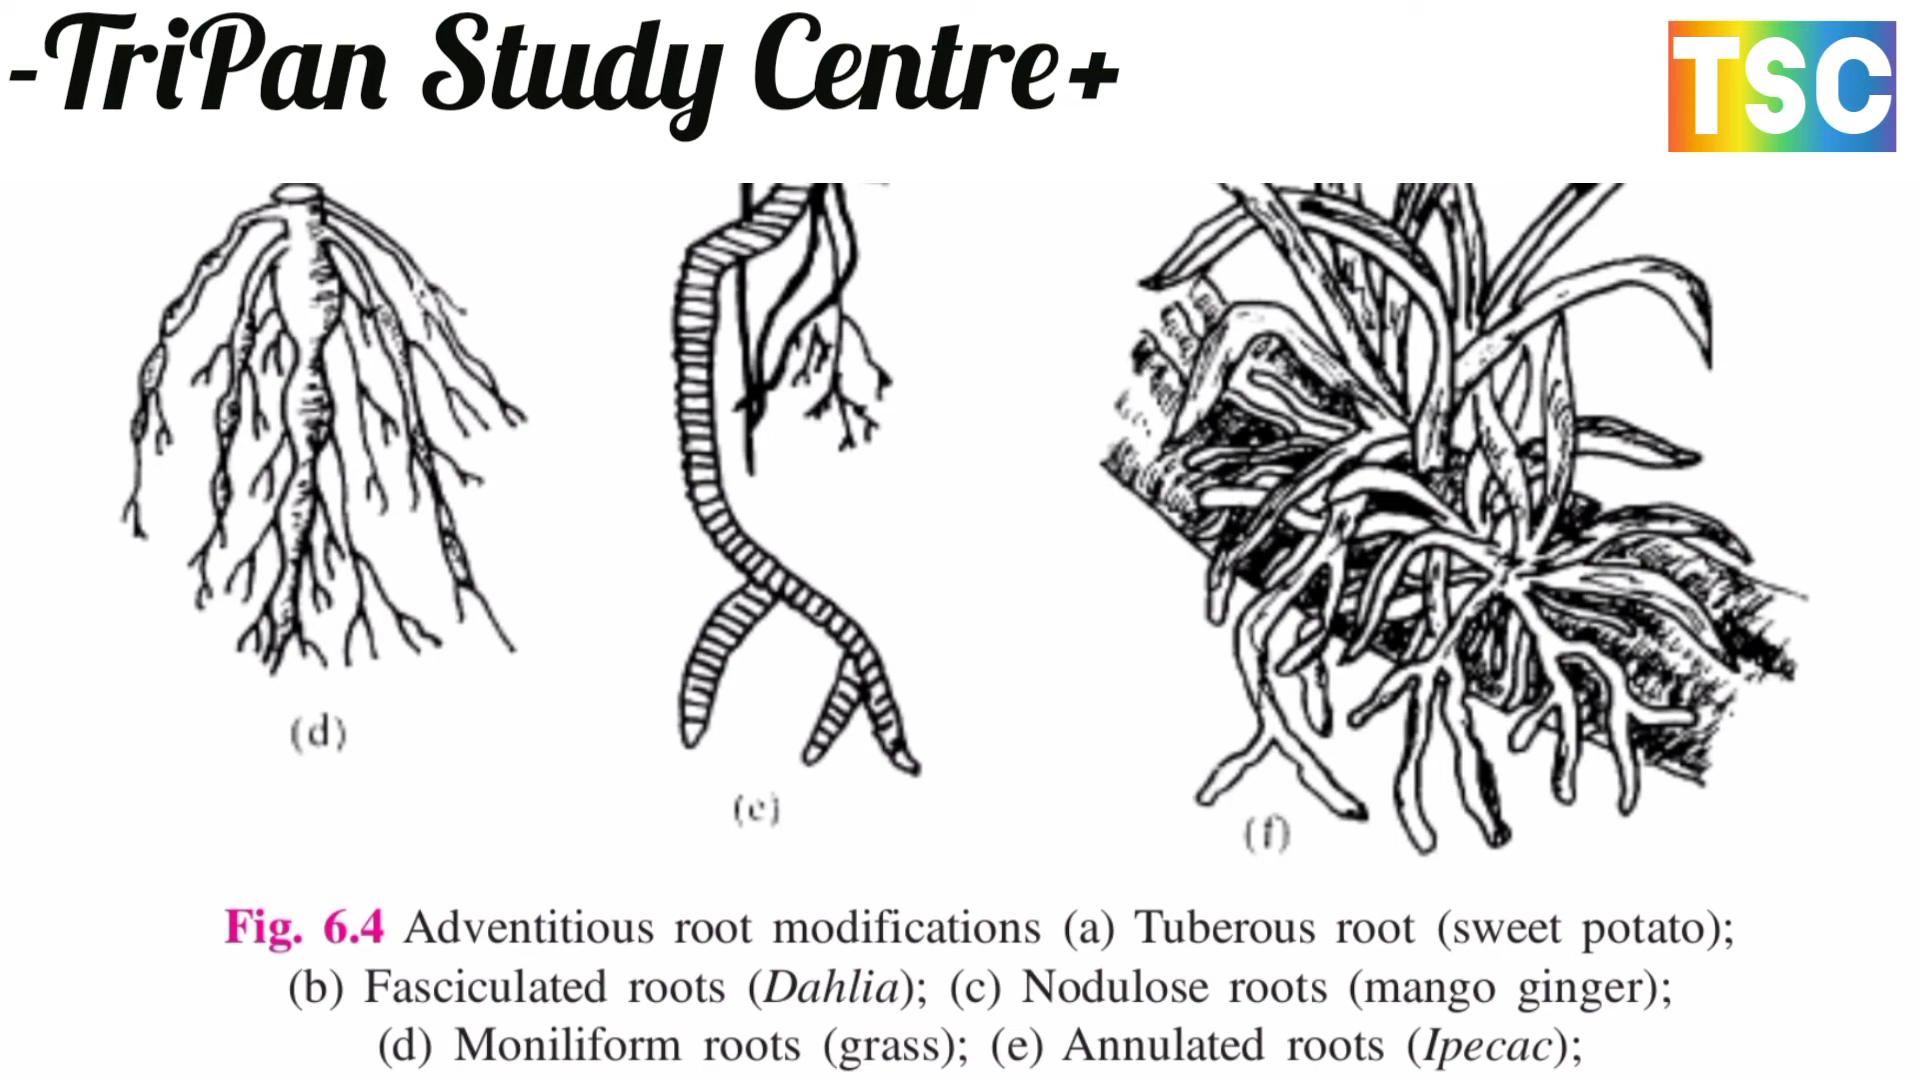 -TriPan Study Centre+
TSC
(d)
(e)
(f)
Fig. 6.4 Adventitious root modifications (a) Tuberous root (sweet potato);
(b) Fasciculated roots (Dahlia); (c) Nodulose roots (mango ginger);
(d) Moniliform roots (grass); (e) Annulated roots (Ipecac);